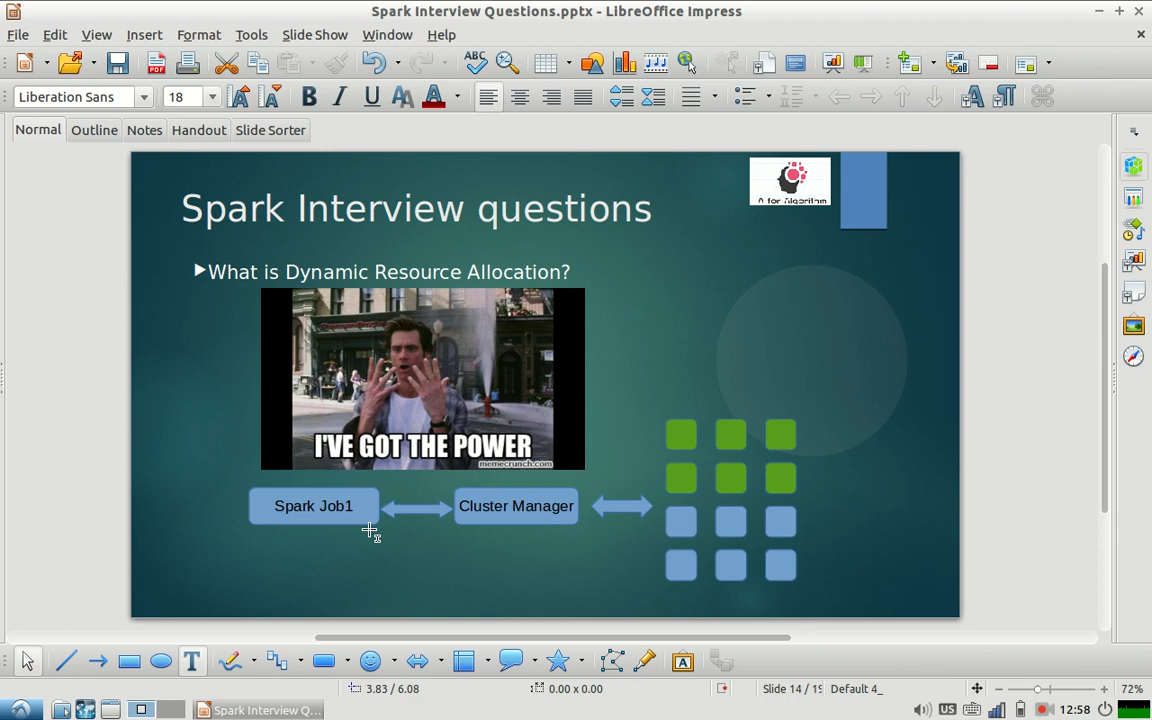 Spark Interview Questions.pptx - LibreOffice Impress
File Edit View Insert Format Tools Slide Show Window Help
Liberation Sans 18
Normal Outline Notes Handout Slide Sorter
A for Algorithm
Spark Interview questions
What is Dynamic Resource Allocation?
I'VE GOT THE POWER
memecrunch.com
Spark Job1 Cluster Manager
3.83 / 6.08 0.00 x 0.00 Slide 14 / 19 Default 4_ 72%
Spark Interview Q... US 12:58